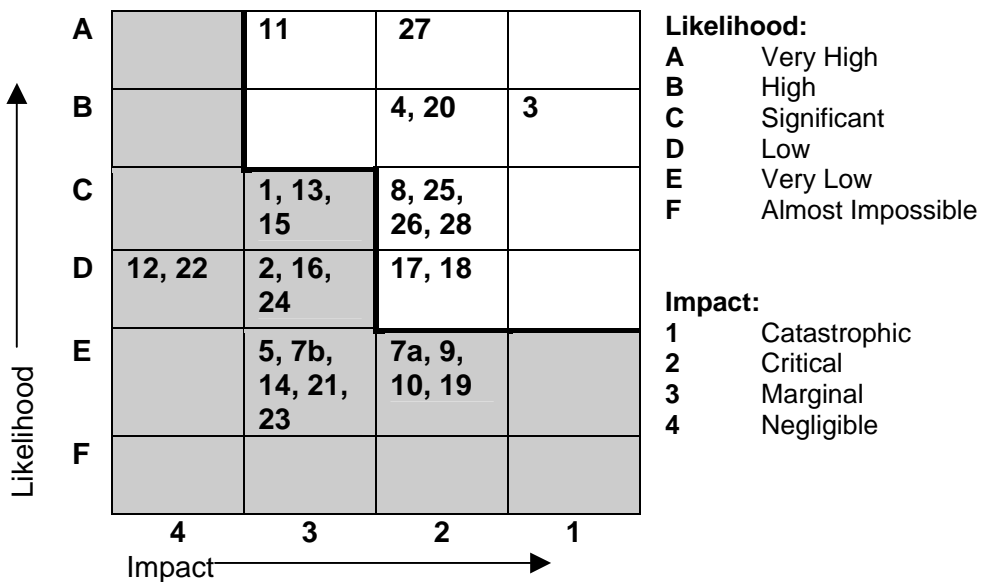 A
11
27
B
4, 20
3
C
1, 13,
15
8, 25,
26, 28
D
12, 22
2, 16,
24
17, 18
E
5, 7b,
14, 21,
23
7a, 9,
10, 19
F
4
3
2
1
Impact
Likelihood
Likelihood:
A Very High
B High
C Significant
D Low
E Very Low
F Almost Impossible
Impact:
1 Catastrophic
2 Critical
3 Marginal
4 Negligible